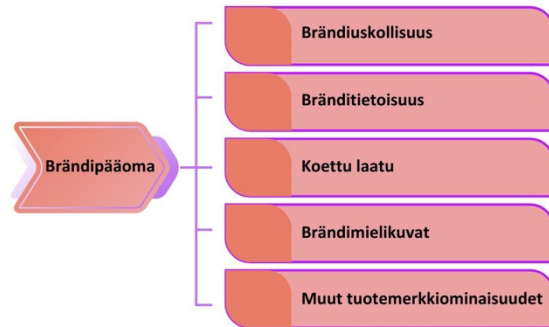 Brändipääoma
Brändiuskollisuus
Bränditietoisuus
Koettu laatu
Brändimielikuvat
Muut tuotemerkkiominaisuudet